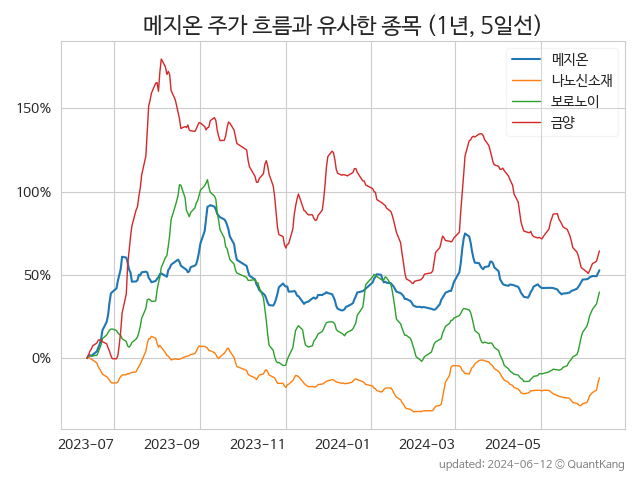 메지온 주가 흐름과 유사한 종목 (1년, 5일선)
메지온
나노신소재
보로노이
금양
150%
100%
50%
0%
2023-07
2023-09
2023-11
2024-01
2024-03
2024-05
updated: 2024-06-12 © QuantKang